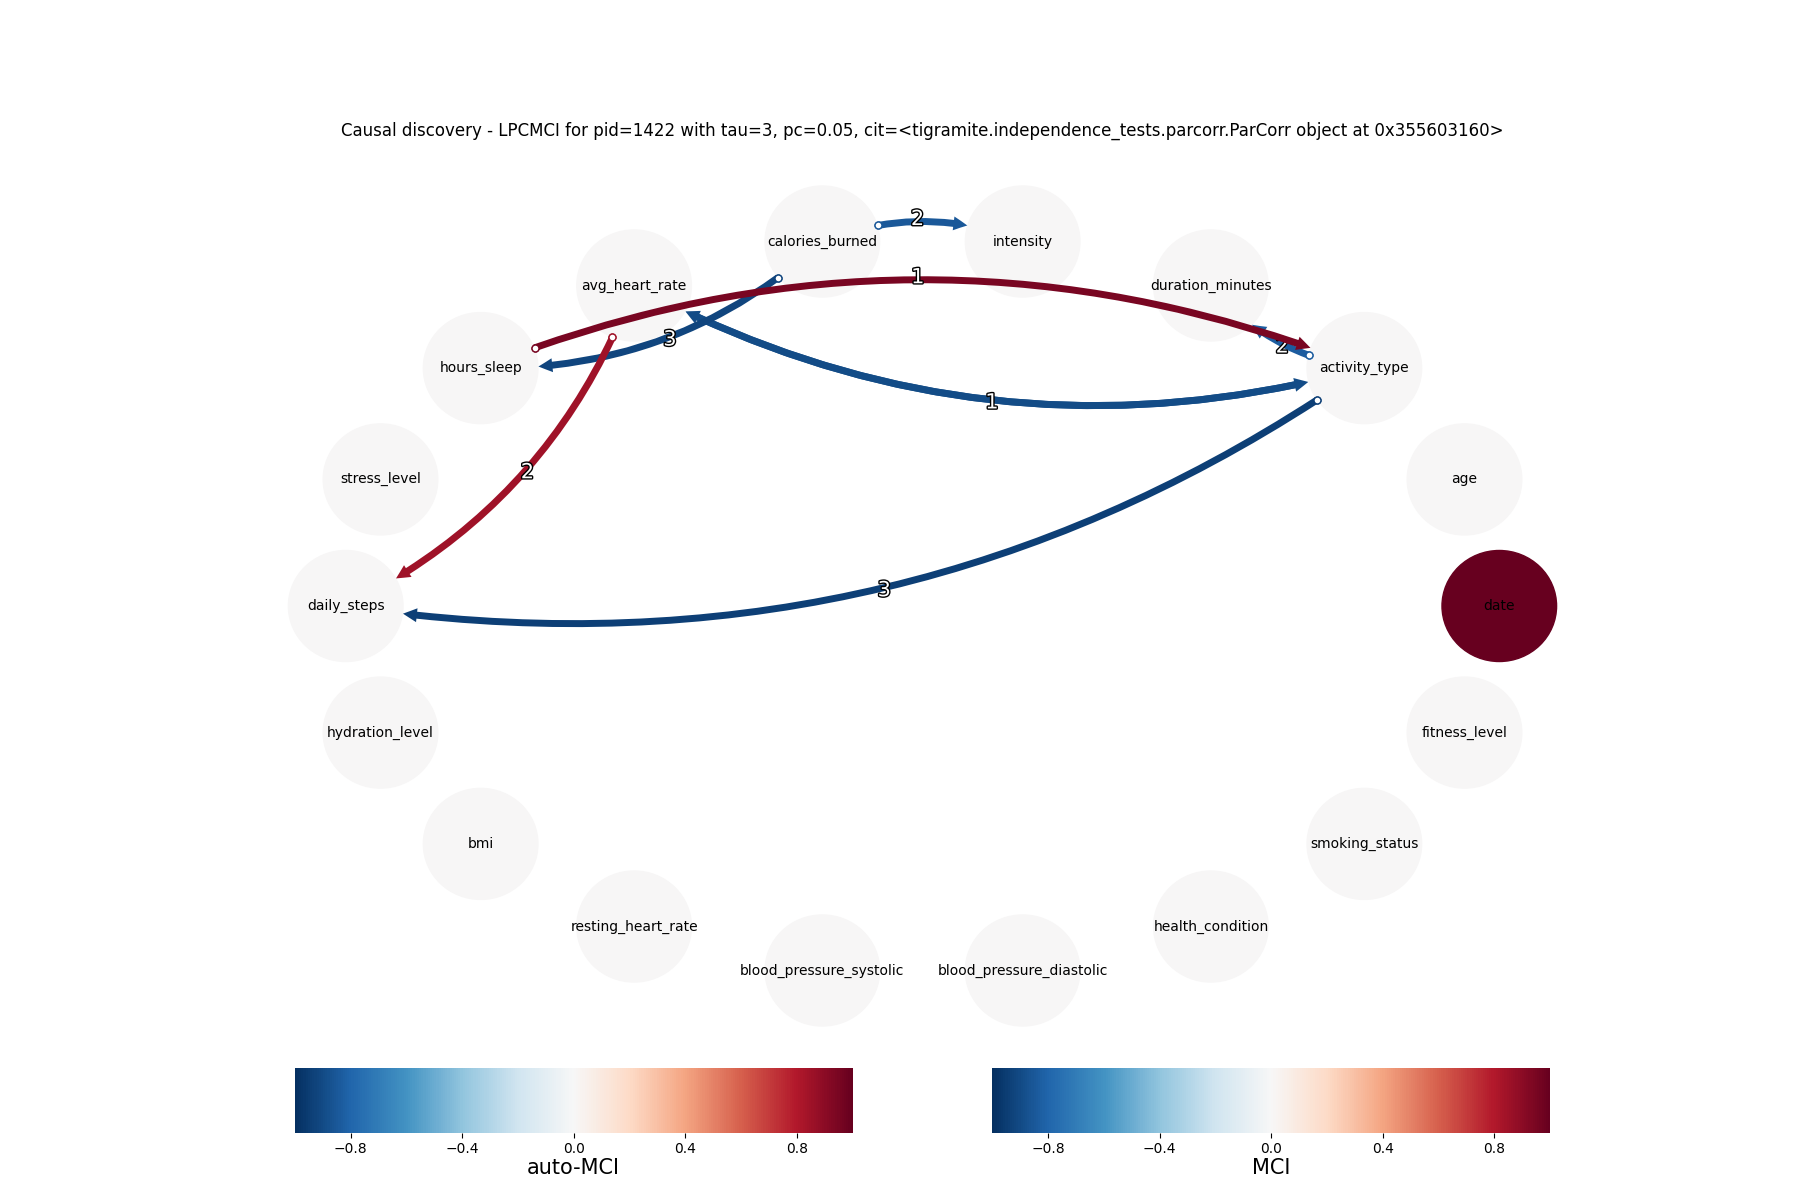 Causal discovery - LPCMCI for pid=1422 with tau=3, pc=0.05, cit=<tigramite.independence_tests.parcorr.ParCorr object at 0x355603160>
2
calories_burned
intensity
1
avg_heart_rate
duration_minutes
3
2
hours_sleep
activity_type
1
2
stress_level
age
3
daily_steps
date
hydration_level
fitness_level
bmi
smoking_status
resting_heart_rate
health_condition
blood_pressure_systolic
blood_pressure_diastolic
−0.8 −0.4 0.0 0.4 0.8
auto-MCI
−0.8 −0.4 0.0 0.4 0.8
MCI